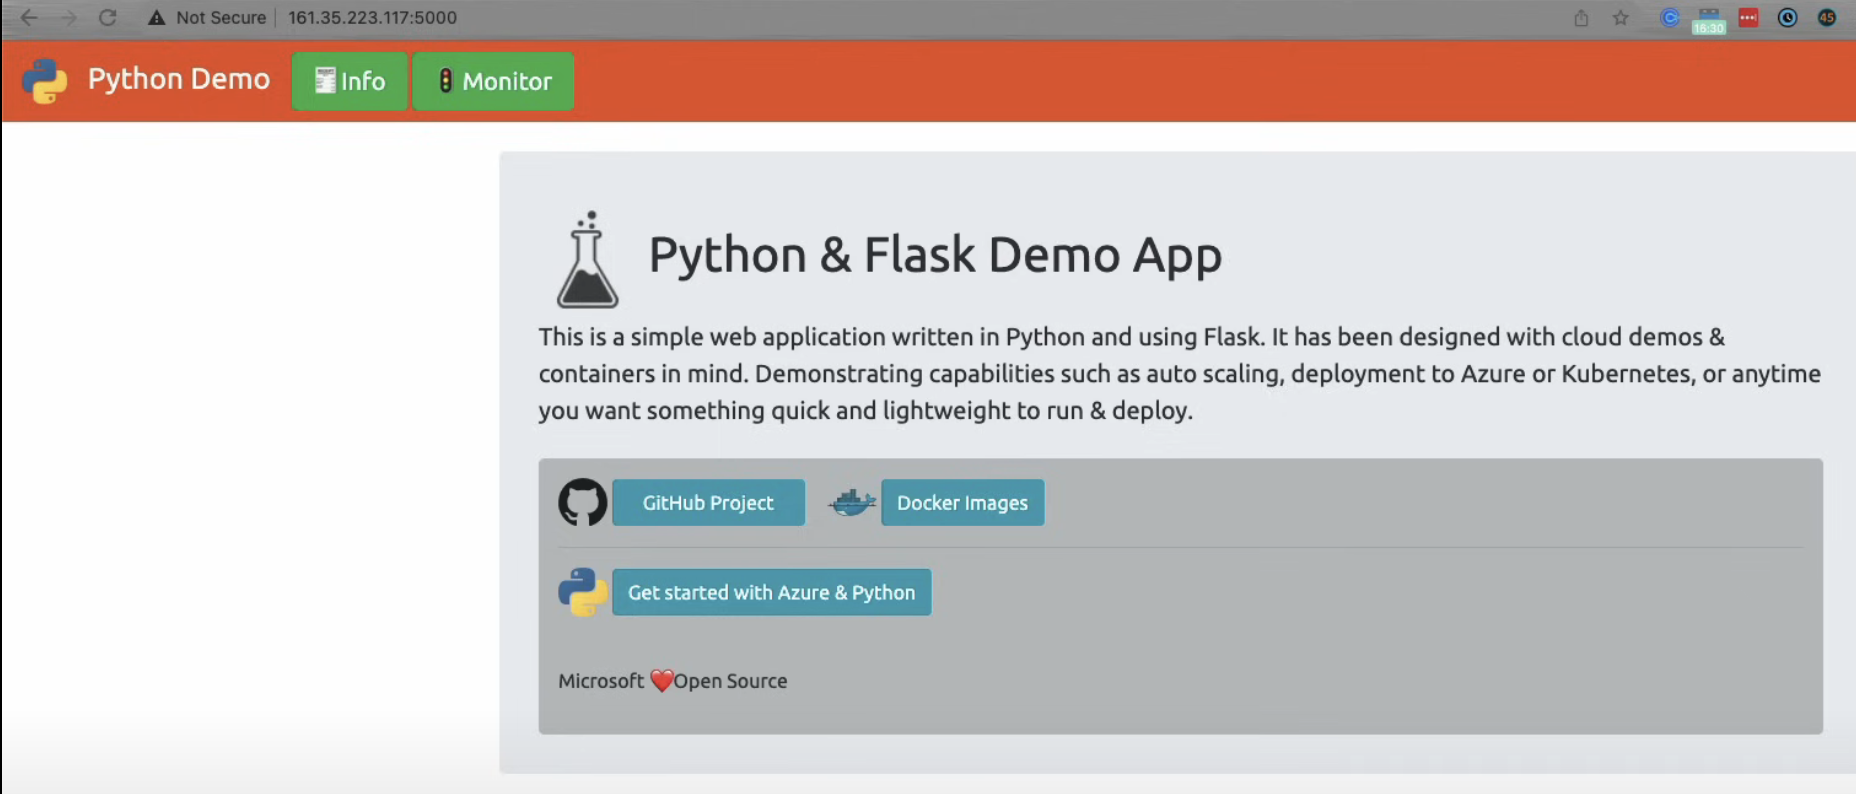 Not Secure 161.35.223.117:5000
16:30
45
Python Demo
Info
Monitor
Python & Flask Demo App
This is a simple web application written in Python and using Flask. It has been designed with cloud demos &
containers in mind. Demonstrating capabilities such as auto scaling, deployment to Azure or Kubernetes, or anytime
you want something quick and lightweight to run & deploy.
GitHub Project
Docker Images
Get started with Azure & Python
Microsoft ❤️Open Source